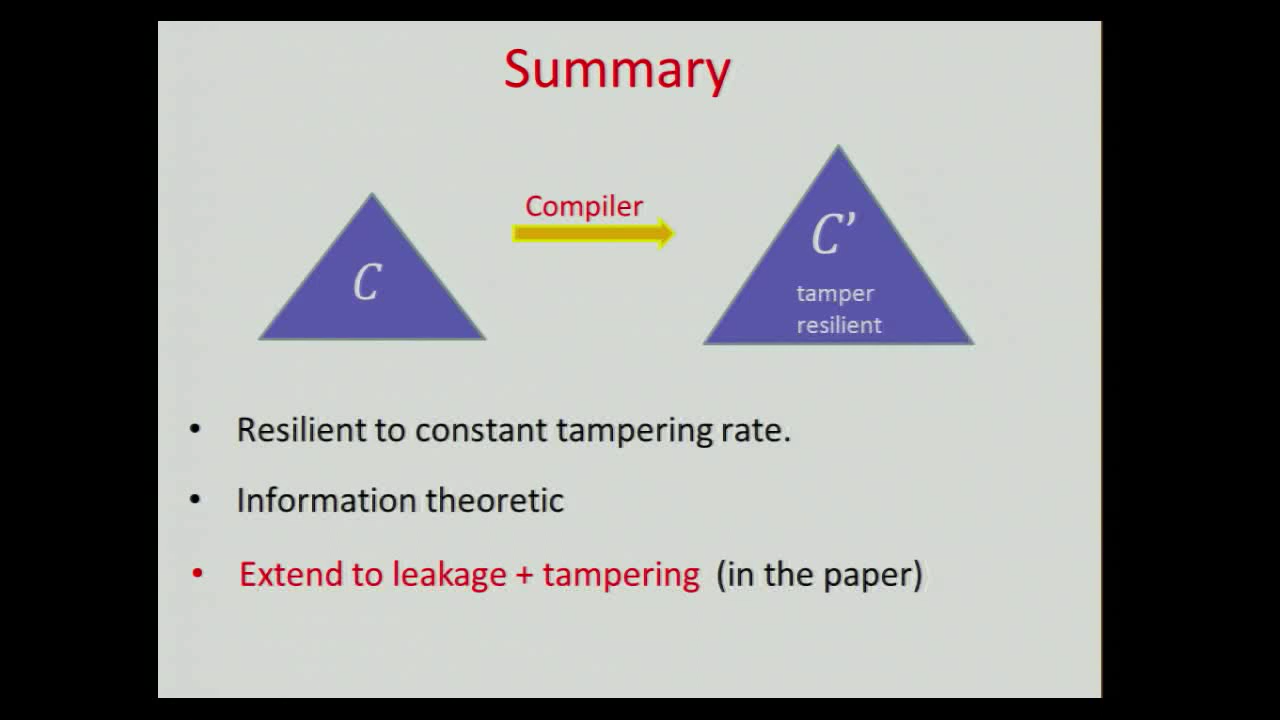 Summary
Compiler
C
C’
tamper
resilient
• Resilient to constant tampering rate.
• Information theoretic
• Extend to leakage + tampering (in the paper)